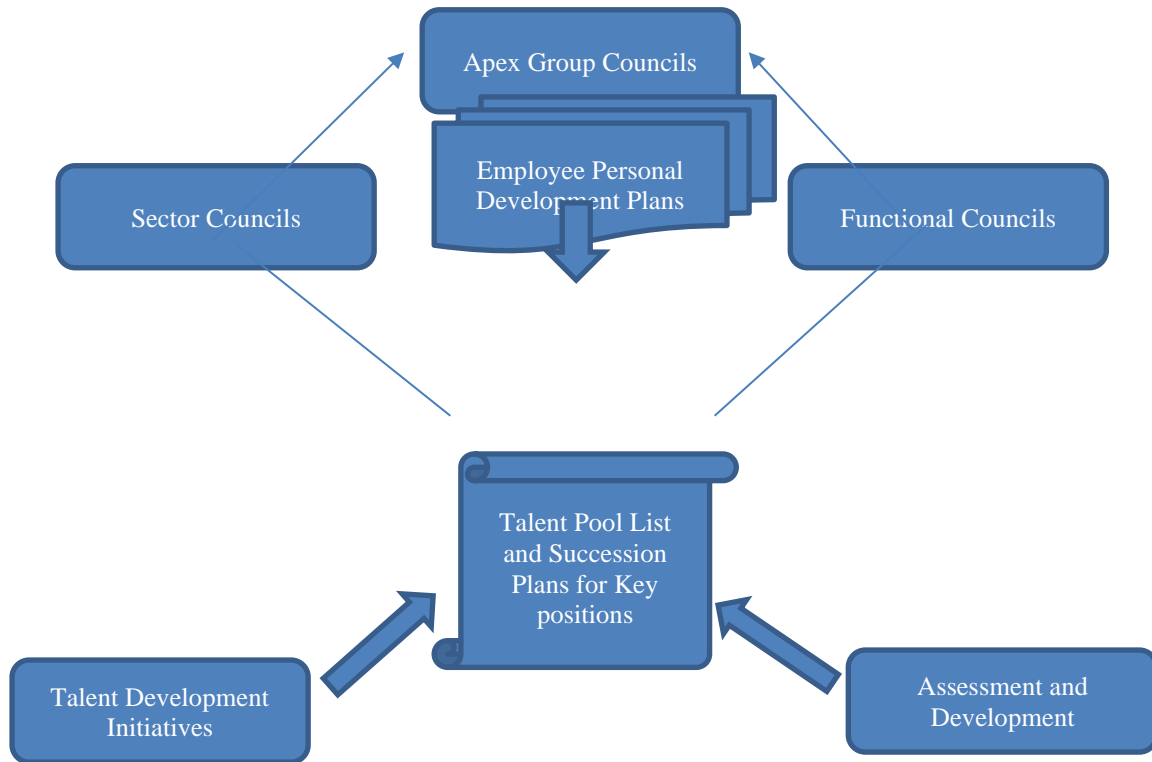 Apex Group Councils
Employee Personal
Development Plans
Sector Councils
Functional Councils
Talent Pool List
and Succession
Plans for Key
positions
Talent Development
Initiatives
Assessment and
Development